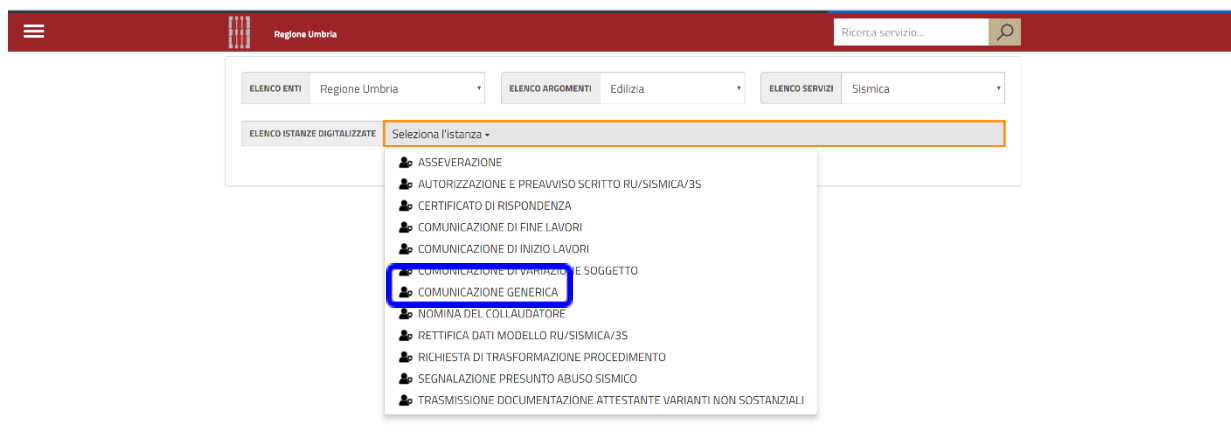 Regione Umbria
Ricerca servizio...
ELENCO ENTI Regione Umbria ELENCO ARGOMENTI Edilizia ELENCO SERVIZI Sismica
ELENCO ISTANZE DIGITALIZZATE Seleziona l'istanza
ASSEVERAZIONE
AUTORIZZAZIONE E PREAVVISO SCRITTO RU/SISMICA/3S
CERTIFICATO DI RISPONDENZA
COMUNICAZIONE DI FINE LAVORI
COMUNICAZIONE DI INIZIO LAVORI
COMUNICAZIONE DI VARIAZIONE SOGGETTO
COMUNICAZIONE GENERICA
NOMINA DEL COLLAUDATORE
RETTIFICA DATI MODELLO RU/SISMICA/3S
RICHIESTA DI TRASFORMAZIONE PROCEDIMENTO
SEGNALAZIONE PRESUNTO ABUSO SISMICO
TRASMISSIONE DOCUMENTAZIONE ATTESTANTE VARIANTI NON SOSTANZIALI